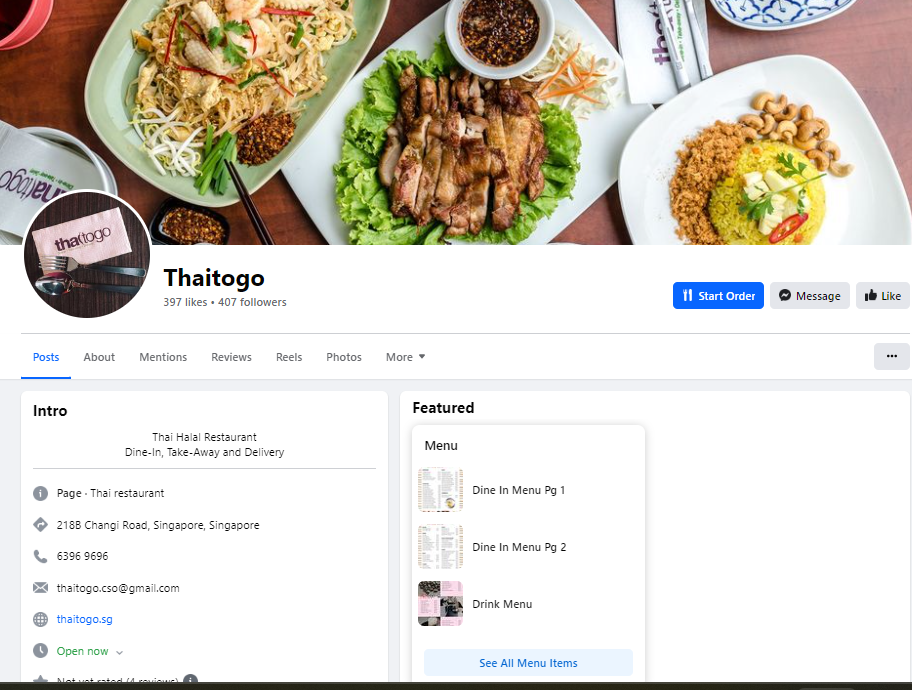 thaitogo
Thaitogo
397 likes • 407 followers
Start Order
Message
Like
Posts
About
Mentions
Reviews
Reels
Photos
More
Intro
Thai Halal Restaurant
Dine-In, Take-Away and Delivery
Page · Thai restaurant
218B Changi Road, Singapore, Singapore
6396 9696
thaitogo.cso@gmail.com
thaitogo.sg
Open now
Not yet rated (4 reviews)
Featured
Menu
Dine In Menu Pg 1
Dine In Menu Pg 2
Drink Menu
See All Menu Items